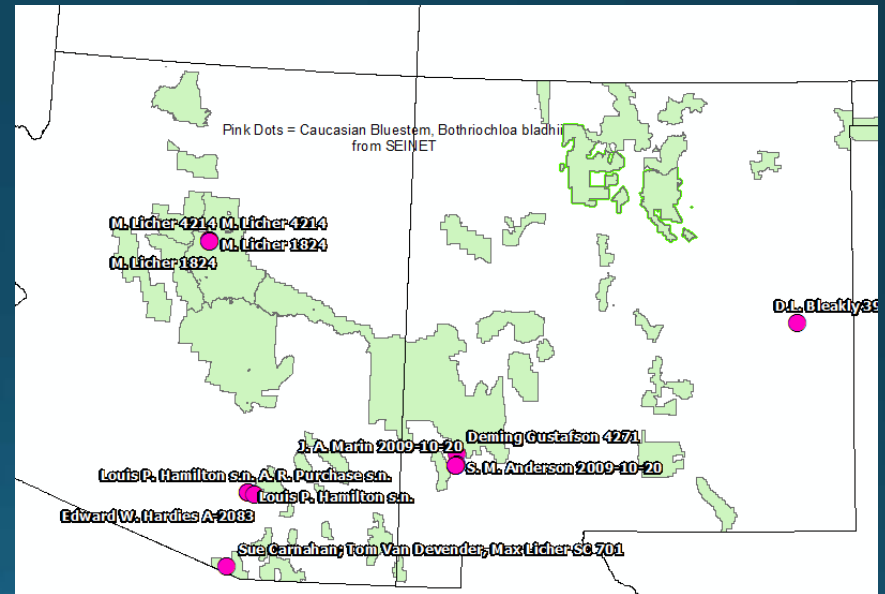 Pink Dots = Caucasian Bluestem, Bothriochloa bladhii
from SEINET
M. Licher 4214 M. Licher 4214
M. Licher 1824
M. Licher 1824
D.L. Bleakly 39
Deming Gustafson 4271
J. A. Marin 2009-10-20
S. M. Anderson 2009-10-20
Louis P. Hamilton s.n. A. R. Purchase s.n.
Louis P. Hamilton s.n.
Edward W. Hardies A-2083
Sue Carnahan; Tom Van Devender, Max Licher SC 701